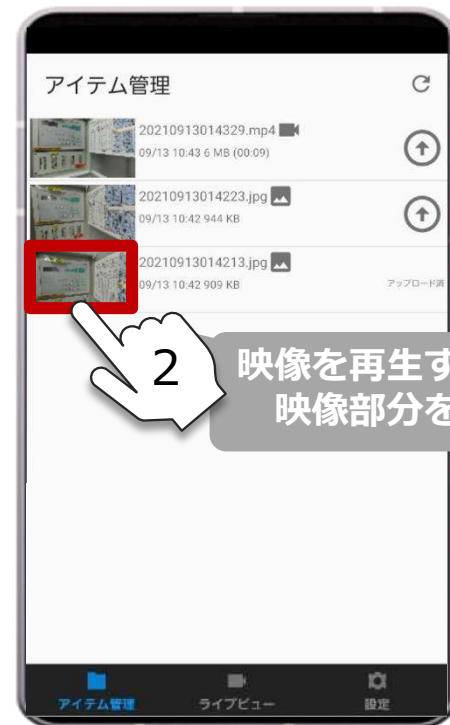 アイテム管理
20210913014329.mp4
09/13 10:43 6 MB (00:09)
20210913014223.jpg
09/13 10:42 944 KB
20210913014213.jpg
09/13 10:42 909 KB
アップロード済
2
映像を再生す
映像部分を
アイテム管理
ライブビュー
設定